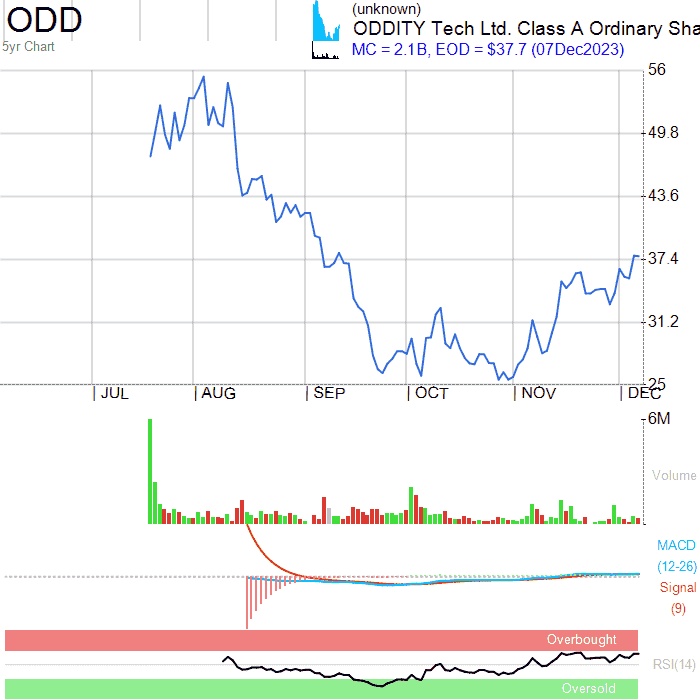 ODD
5yr Chart
(unknown)
ODDITY Tech Ltd. Class A Ordinary Sha
MC = 2.1B, EOD = $37.7 (07Dec2023)
56
49.8
43.6
37.4
31.2
25
JUL
AUG
SEP
OCT
NOV
DEC
6M
Volume
MACD
(12-26)
Signal
(9)
Overbought
RSI(14)
Oversold